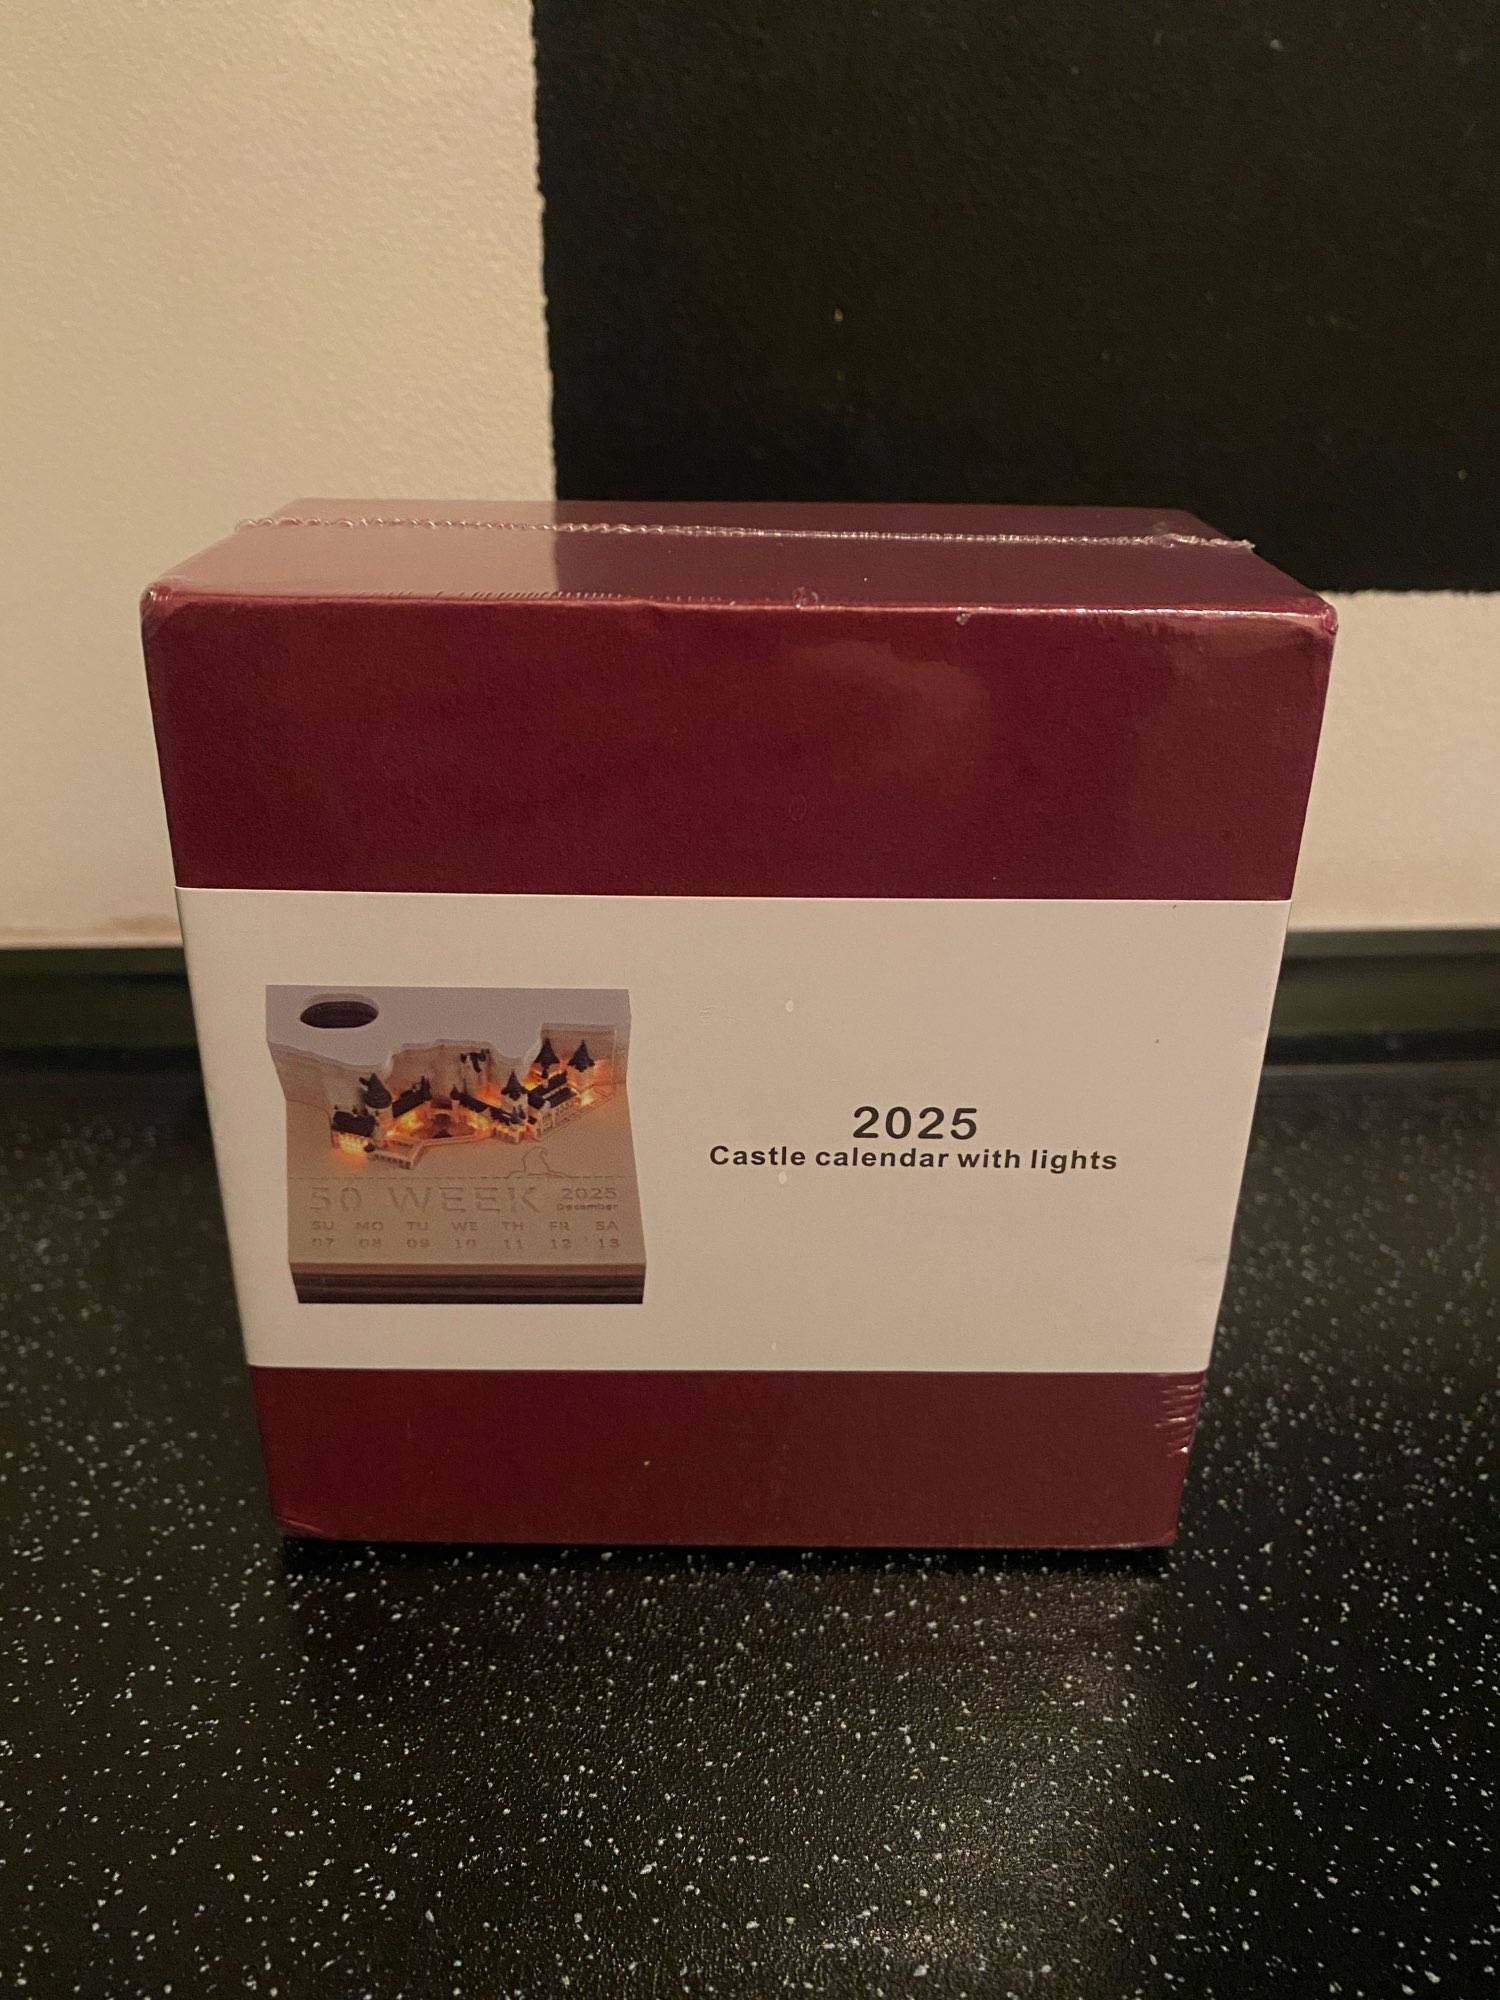 2025
Castle calendar with lights
50 WEEK 2025
December
SU MO TU WE TH FR SA
07 08 09 10 11 12 13